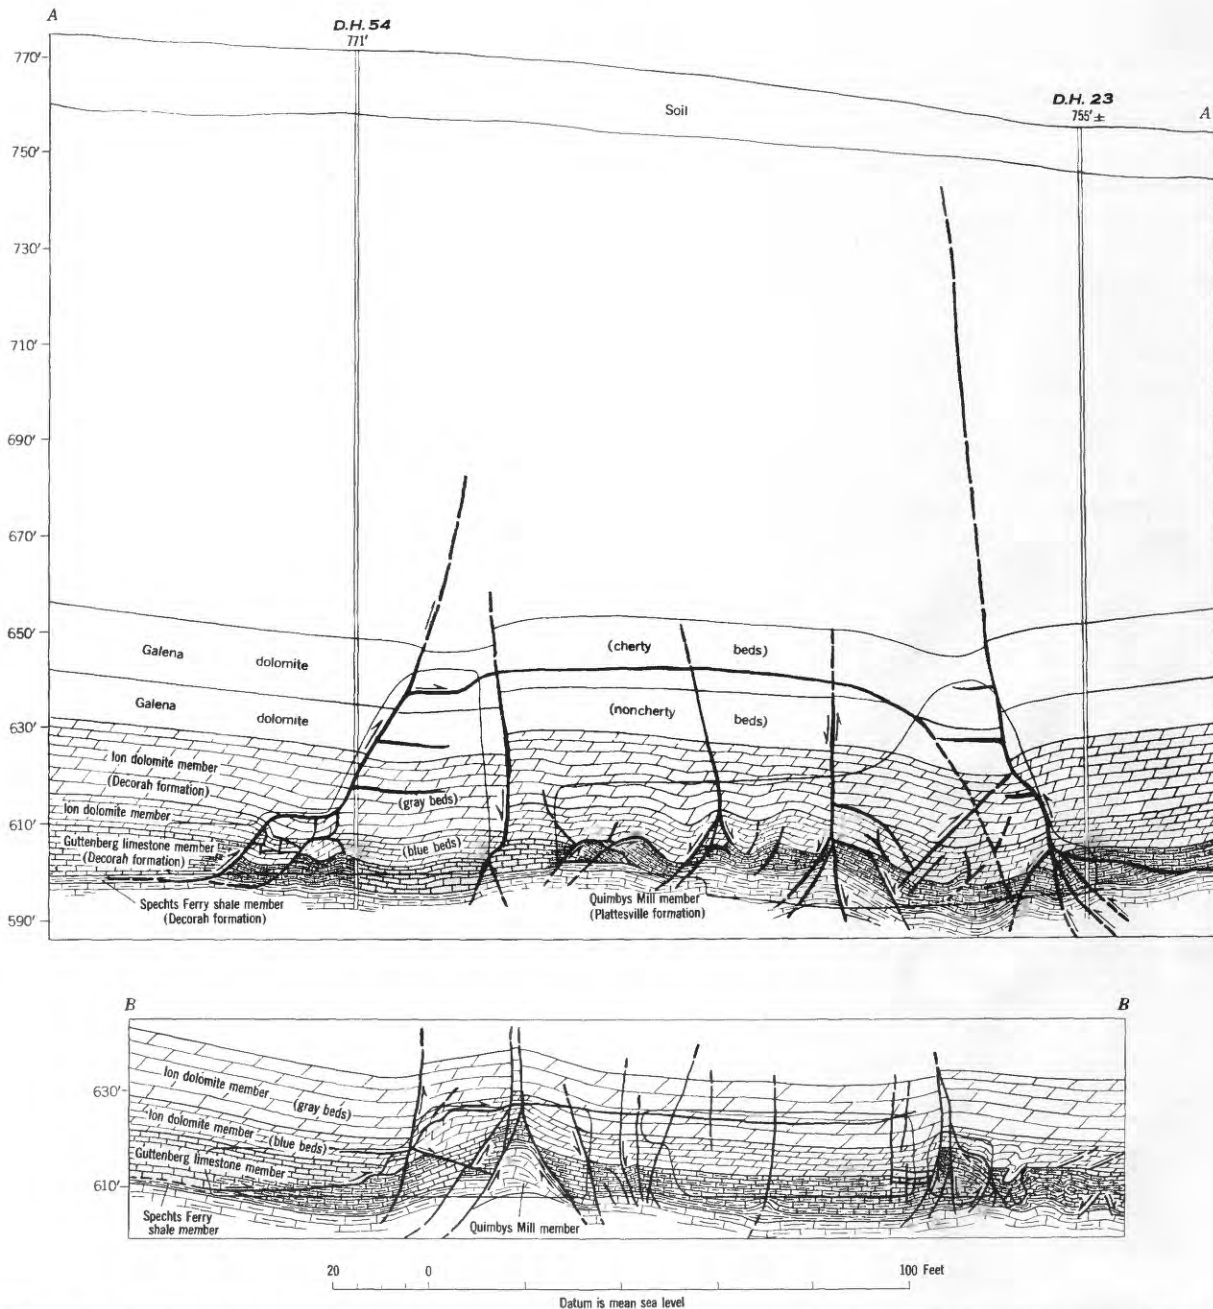 A
D.H. 54
771'
D.H. 23
755' ±
A
Soil
770'
750'
730'
710'
690'
670'
650'
630'
610'
590'
Galena dolomite (cherty beds)
Galena dolomite (noncherty beds)
Ion dolomite member
(Decorah formation)
(gray beds)
Ion dolomite member
(blue beds)
Guttenberg limestone member
(Decorah formation)
Spechts Ferry shale member
(Decorah formation)
Quimbys Mill member
(Plattesville formation)
B
B
630'
610'
Ion dolomite member (gray beds)
Ion dolomite member (blue beds)
Guttenberg limestone member
Spechts Ferry
shale member
Quimbys Mill member
20 0 100 Feet
Datum is mean sea level